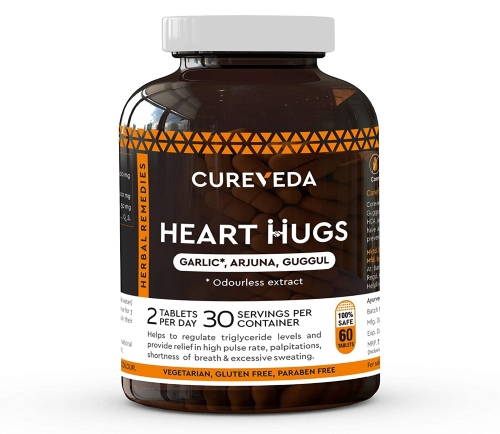 HERBAL REMEDIES
CUREVEDA
HEART HUGS
GARLIC*, ARJUNA, GUGGUL
* Odourless extract
2 TABLETS PER DAY 30 SERVINGS PER CONTAINER
100% SAFE
60 TABLETS
Helps to regulate triglyceride levels and
provide relief in high pulse rate, palpitations,
shortness of breath & excessive sweating.
VEGETARIAN, GLUTEN FREE, PARABEN FREE